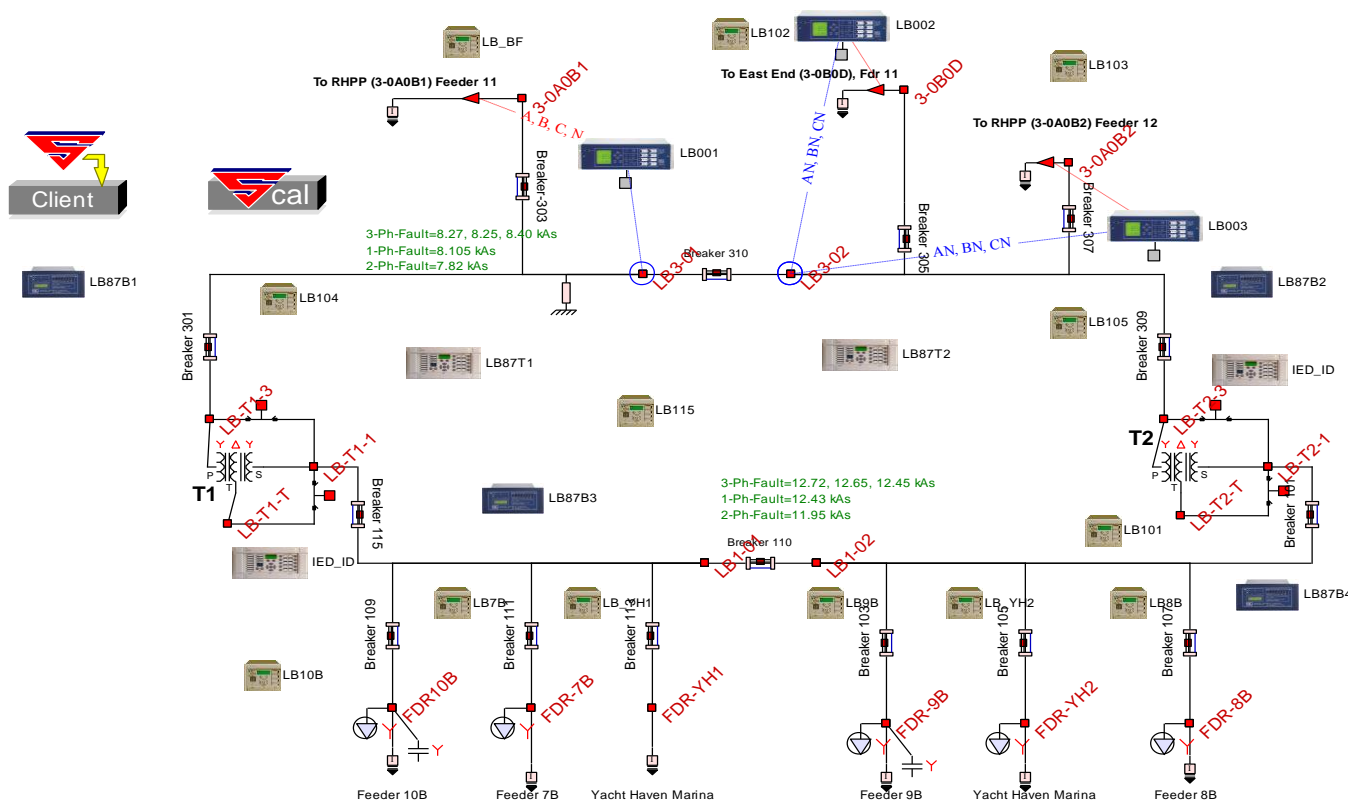 LB_BF
LB102
LB002
LB103
To RHPP (3-0A0B1) Feeder 11
3-0A0B1
To East End (3-0B0D), Fdr 11
3-0B0D
To RHPP (3-0A0B2) Feeder 12
3-0A0B2
A, B, C, N
LB001
AN, BN, CN
LB003
Client
S cal
Breaker-303
Breaker 305
Breaker 307
AN, BN, CN
3-Ph-Fault=8.27, 8.25, 8.40 kAs
1-Ph-Fault=8.105 kAs
2-Ph-Fault=7.82 kAs
LB3-01
Breaker 310
LB3-02
LB87B1
LB87B2
LB104
LB105
Breaker 301
Breaker 309
LB87T1
LB87T2
IED_ID
LB-T1-3
LB115
LB-T2-3
P
S
T
T1
LB-T1-1
LB-T1-T
T2
P
S
T
LB-T2-1
LB-T2-T
3-Ph-Fault=12.72, 12.65, 12.45 kAs
1-Ph-Fault=12.43 kAs
2-Ph-Fault=11.95 kAs
LB87B3
Breaker 115
LB101
Breaker 101
IED_ID
LB1-01
Breaker 110
LB1-02
LB7B
LB_YH1
LB9B
LB_YH2
LB8B
LB87B4
Breaker 109
Breaker 111
Breaker 113
Breaker 103
Breaker 105
Breaker 107
LB10B
FDR10B
FDR-7B
FDR-YH1
FDR-9B
FDR-YH2
FDR-8B
Feeder 10B
Feeder 7B
Yacht Haven Marina
Feeder 9B
Yacht Haven Marina
Feeder 8B